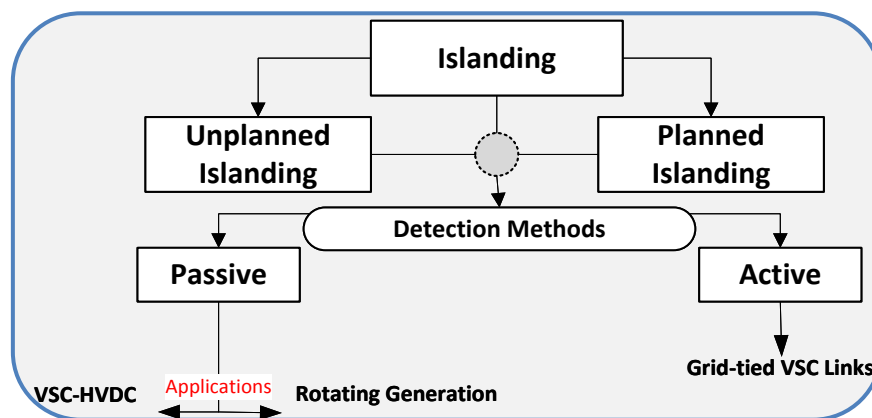 Islanding
Unplanned
Islanding
Planned
Islanding
Detection Methods
Passive
Active
Grid-tied VSC Links
VSC-HVDC
Applications
Rotating Generation